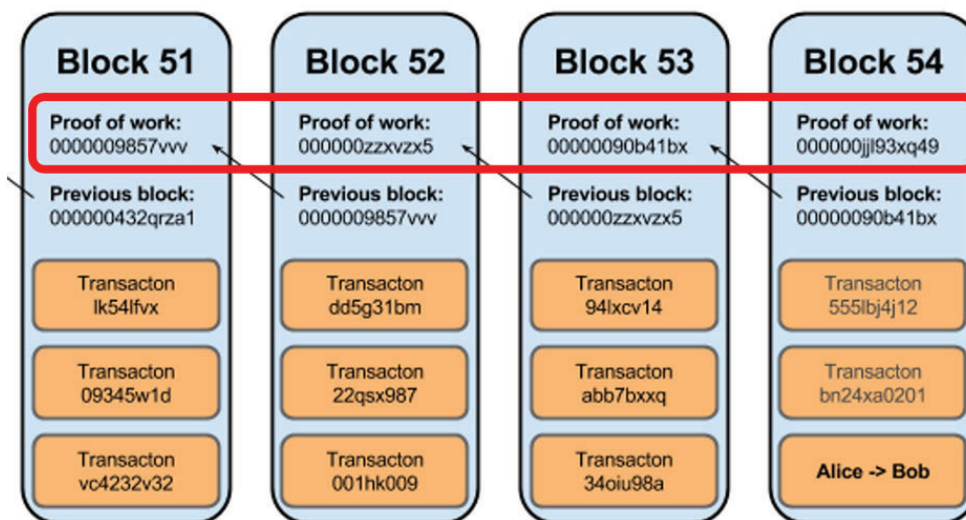 Block 51
Proof of work:
0000009857vvv
Previous block:
000000432qrza1
Transacton
lk54lfvx
Transacton
09345w1d
Transacton
vc4232v32
Block 52
Proof of work:
000000zzxvzx5
Previous block:
0000009857vvv
Transacton
dd5g31bm
Transacton
22qsx987
Transacton
001hk009
Block 53
Proof of work:
00000090b41bx
Previous block:
000000zzxvzx5
Transacton
94lxcv14
Transacton
abb7bxxq
Transacton
34oiu98a
Block 54
Proof of work:
000000jjl93xq49
Previous block:
00000090b41bx
Transacton
555lbj4j12
Transacton
bn24xa0201
Alice -> Bob